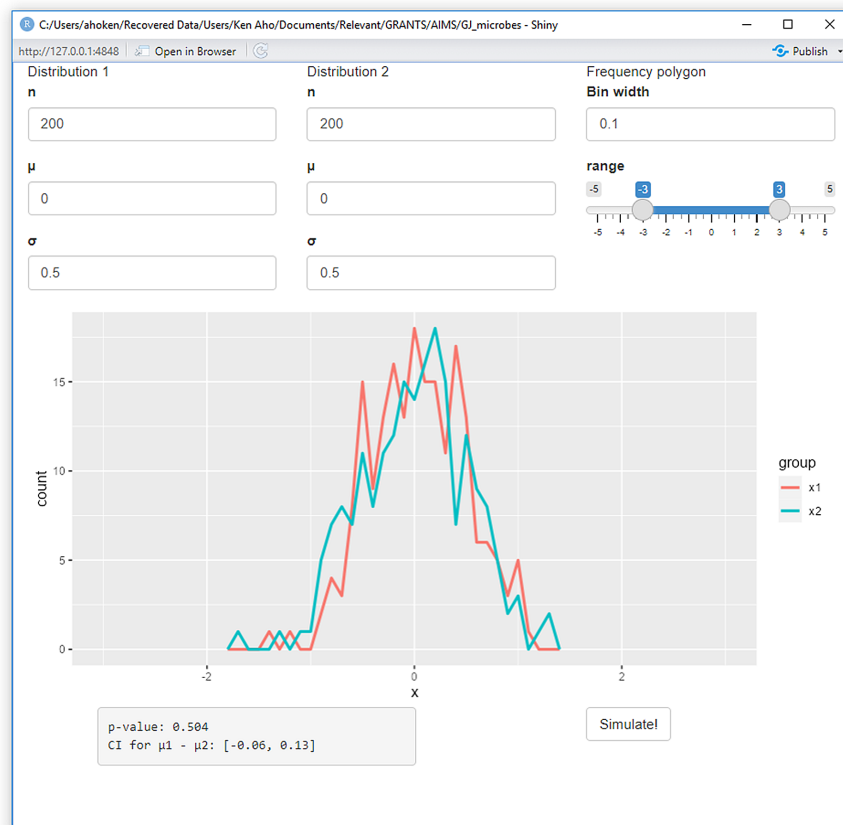 C:/Users/ahoken/Recovered Data/Users/Ken Aho/Documents/Relevant/GRANTS/AIMS/GJ_microbes - Shiny
http://127.0.0.1:4848 Open in Browser Publish
Distribution 1 Distribution 2 Frequency polygon
n n Bin width
200 200 0.1
μ μ range
-5 -3 3 5
0 0
-5 -4 -3 -2 -1 0 1 2 3 4 5
σ σ
0.5 0.5
15
10
5
0
count
-2 0 2
x
group
x1
x2
p-value: 0.504
CI for μ1 - μ2: [-0.06, 0.13]
Simulate!